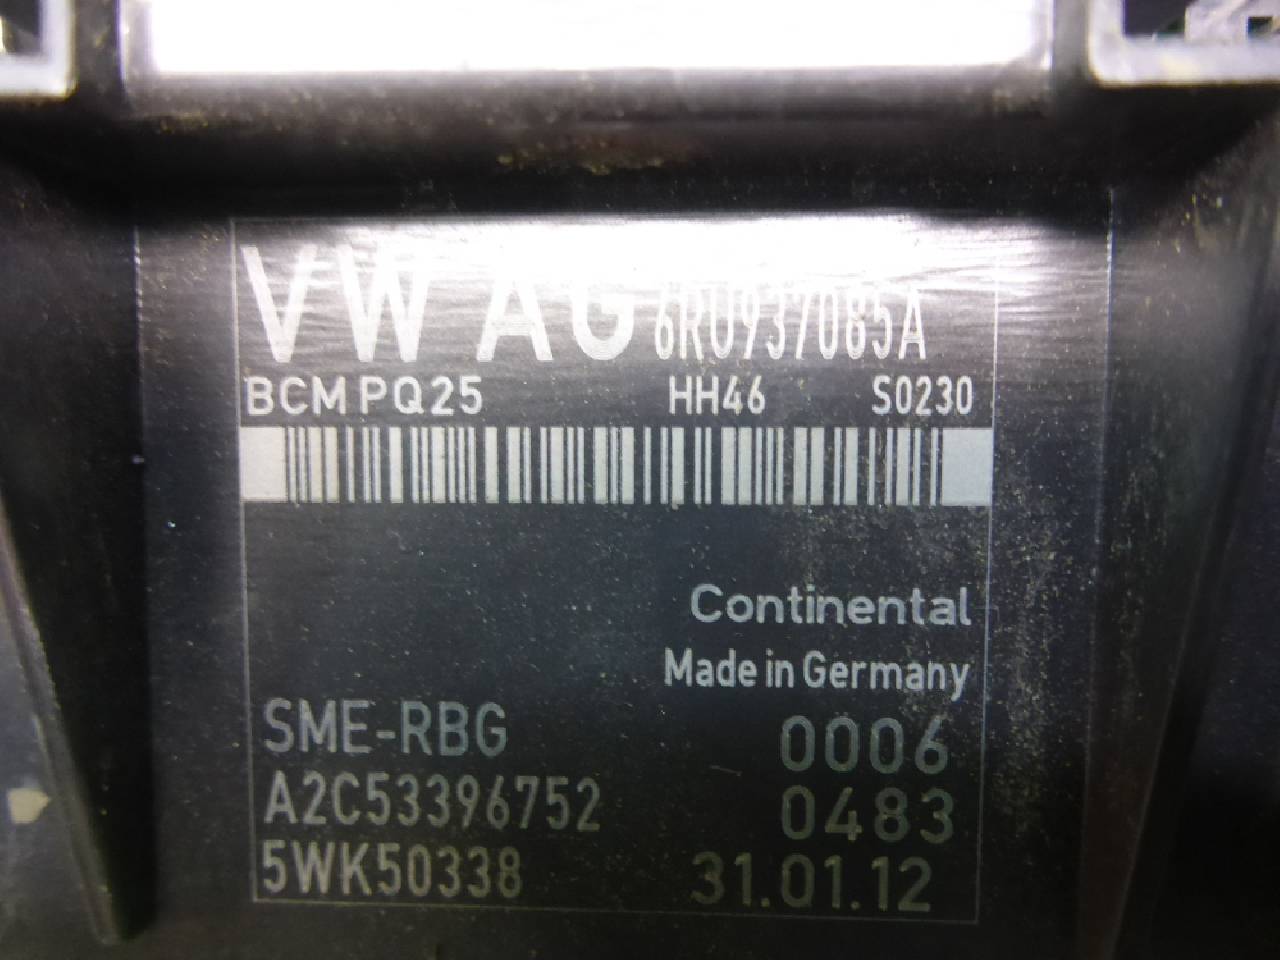 VW AG 6R0937085A
BCM PQ25 HH46 S0230
Continental
Made in Germany
SME-RBG 0006
A2C53396752 0483
5WK50338 31.01.12